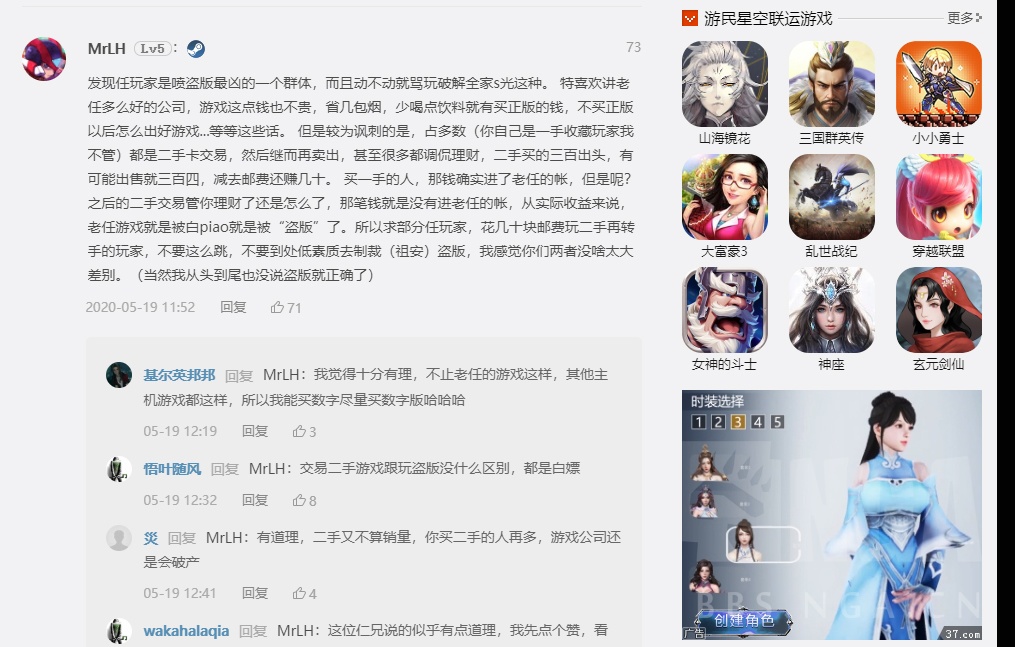 MrLH Lv5 : 73
发现任玩家是喷盗版最凶的一个群体，而且动不动就骂玩破解全家s光这种。 特喜欢讲老
任多么好的公司，游戏这点钱也不贵，省几包烟，少喝点饮料就有买正版的钱，不买正版
以后怎么出好游戏...等等这些话。 但是较为讽刺的是，占多数（你自己是一手收藏玩家我
不管）都是二手卡交易，然后继而再卖出，甚至很多都调侃理财，二手买的三百出头，有
可能出售就三百四，减去邮费还赚几十。 买一手的人，那钱确实进了老任的帐，但是呢？
之后的二手交易管你理财了还是怎么了，那笔钱就是没有进老任的帐，从实际收益来说，
老任游戏就是被白piao就是被“盗版”了。所以求部分任玩家，花几十块邮费玩二手再转
手的玩家，不要这么跳，不要到处低素质去制裁（祖安）盗版，我感觉你们两者没啥太大
差别。（当然我从头到尾也没说盗版就正确了）
2020-05-19 11:52 回复 71
基尔英邦邦 回复 MrLH：我觉得十分有理，不止老任的游戏这样，其他主
机游戏都这样，所以我能买数字尽量买数字版哈哈哈
05-19 12:19 回复 3
悟叶随风 回复 MrLH：交易二手游戏跟玩盗版没什么区别，都是白嫖
05-19 12:32 回复 8
災 回复 MrLH：有道理，二手又不算销量，你买二手的人再多，游戏公司还
是会破产
05-19 12:41 回复 4
wakahalaqia 回复 MrLH：这位仁兄说的似乎有点道理，我先点个赞，看
游民星空联运游戏 更多
山海镜花 三国群英传 小小勇士
大富豪3 乱世战纪 穿越联盟
女神的斗士 神座 玄元剑仙
时装选择
1 2 3 4 5
BBS.NGA.CN
创建角色
广告 37.com